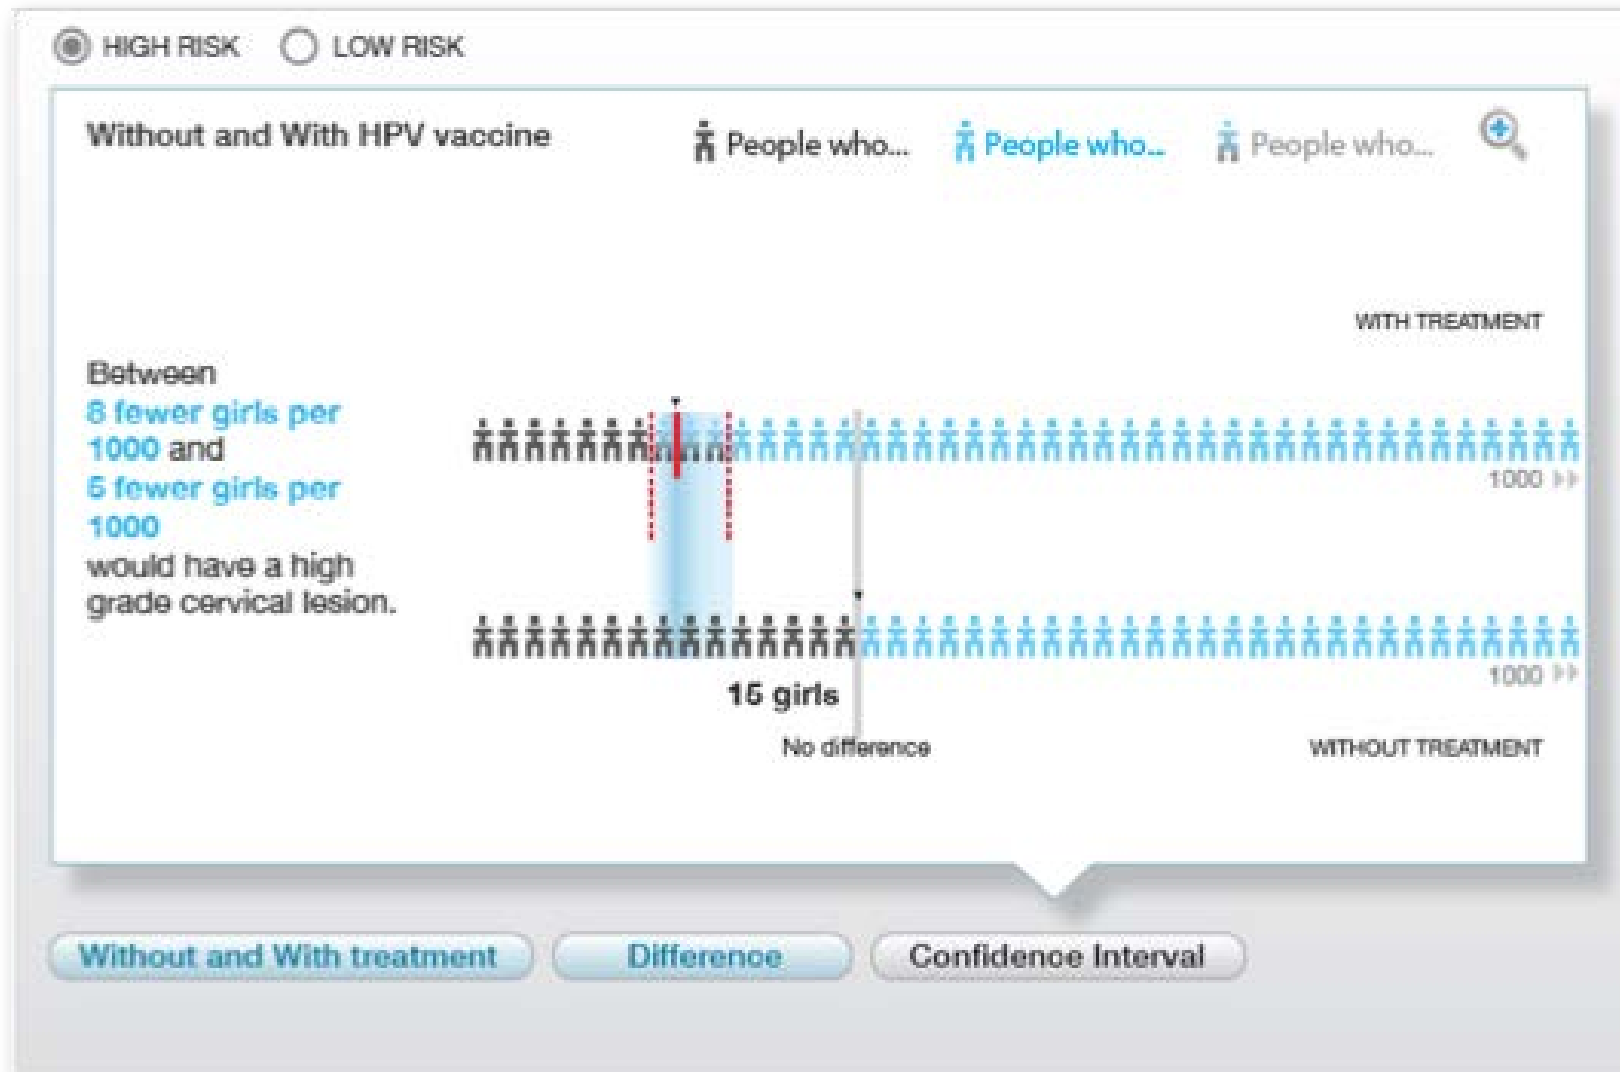 HIGH RISK
LOW RISK
Without and With HPV vaccine
People who...
People who...
People who...
WITH TREATMENT
Between
8 fewer girls per
1000 and
5 fewer girls per
1000
would have a high
grade cervical lesion.
1000
1000
15 girls
No difference
WITHOUT TREATMENT
Without and With treatment
Difference
Confidence Interval